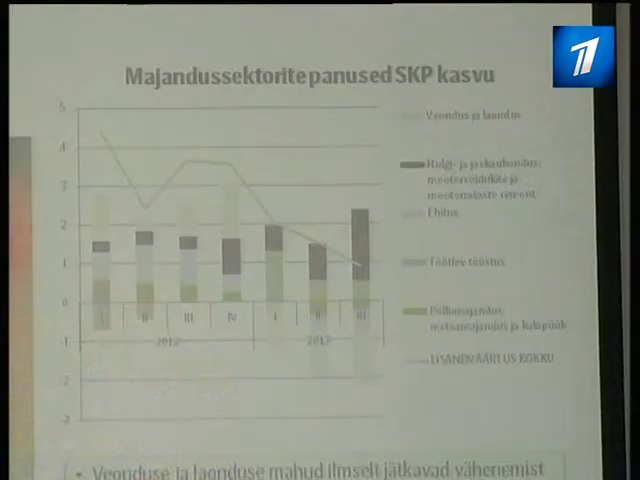 1
Majandussektorite panused SKP kasvu
5
4
3
2
1
0
-1
-2
-3
I II III IV I II III
2012 2013
Veondus ja laondus
Hulgi- ja jaekaubandus;
mootorsõidukite ja
mootorrataste remont
Ehitus
Töötlev tööstus
Põllumajandus,
metsamajandus ja kalapüük
LISANDVÄÄRTUS KOKKU
• Veonduse ja laonduse mahud ilmselt jätkavad vähenemist